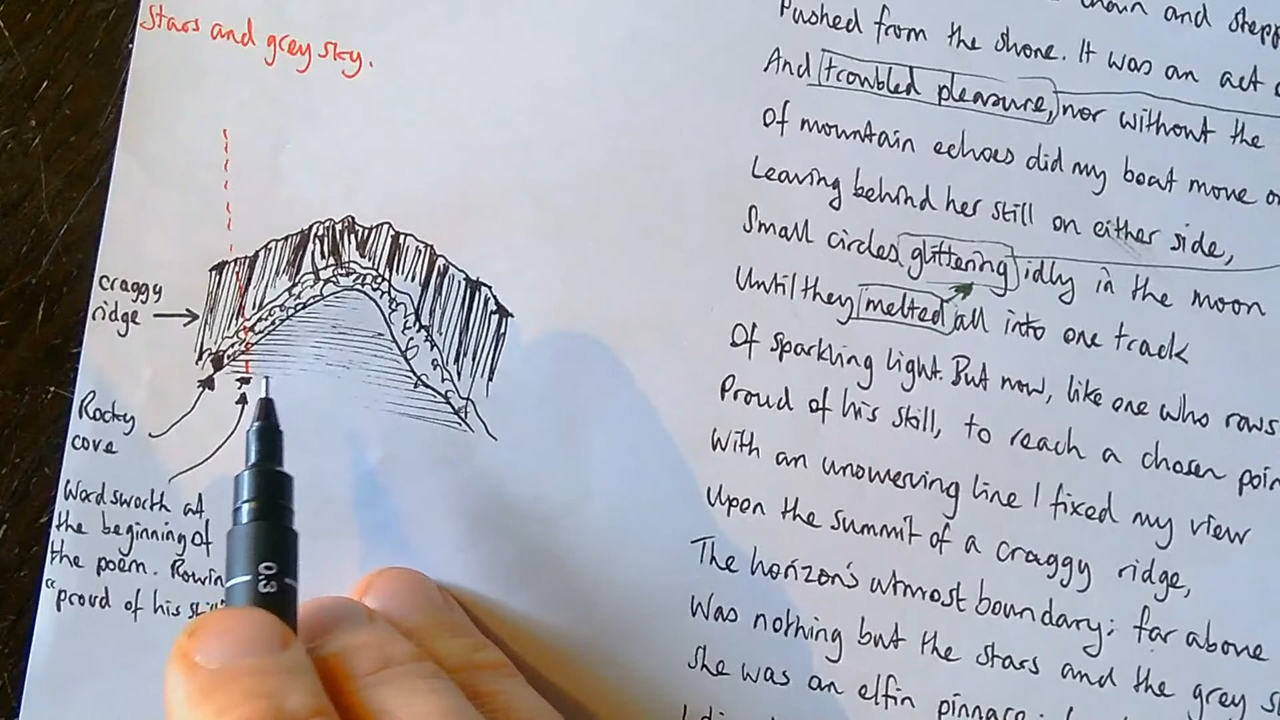 Stars and grey sky.
craggy
ridge
Rocky
cove
Wordsworth at
the beginning of
the poem. Rowin
"proud of his
0.3
and
Pushed from the shore. It was an act
And troubled pleasure, nor without the
Of mountain echoes did my boat move
Leaving behind her still on either side,
Small circles glittering idly in the moon
Until they melted all into one track
Of sparkling light. But now, like one who rows
Proud of his skill, to reach a chosen
With an unswerving line I fixed my view
Upon the summit of a craggy ridge,
The horizon's utmost boundary; far above
Was nothing but the stars and the grey
She was an elfin